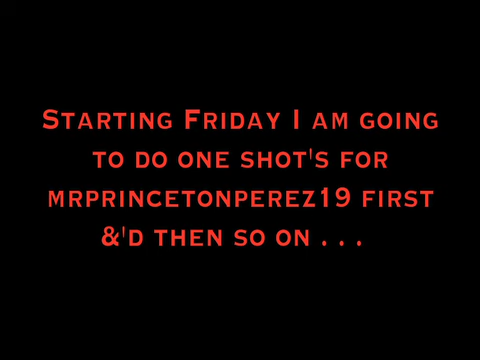 Starting Friday I am going
to do one shot's for
mrprincetonperez19 first
&'d then so on . . .